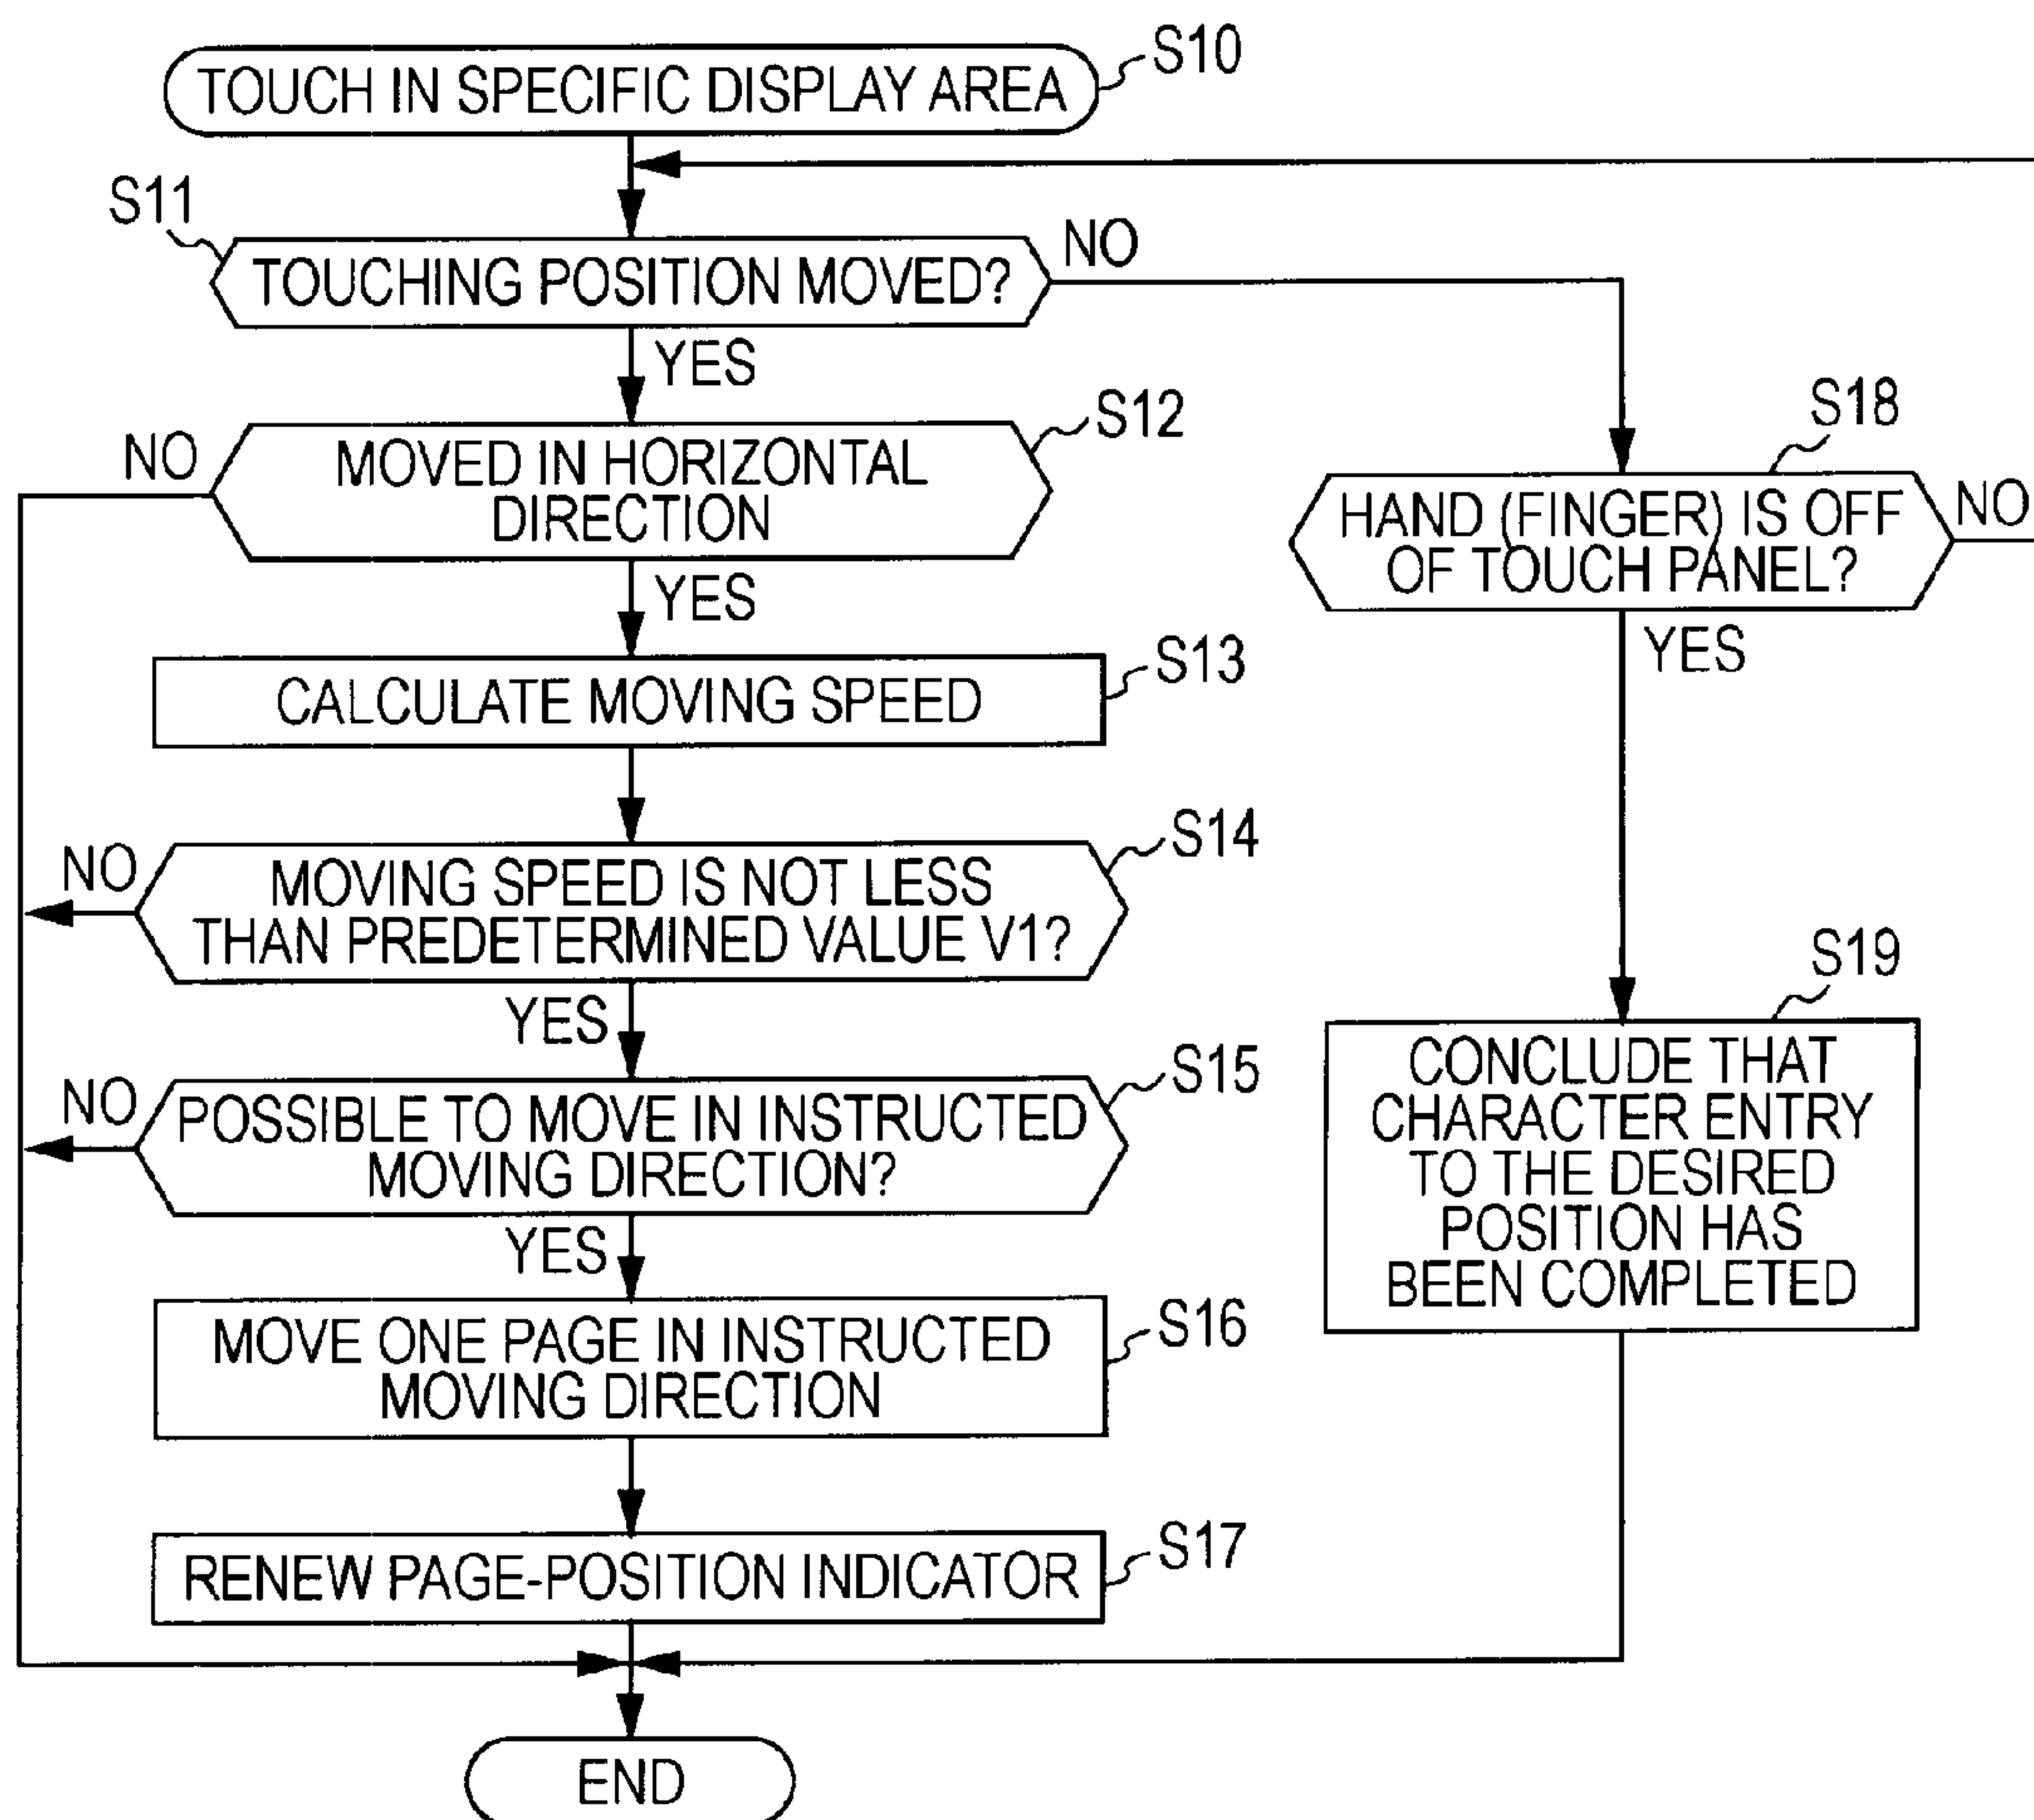 TOUCH IN SPECIFIC DISPLAY AREA
S10
S11
TOUCHING POSITION MOVED?
NO
YES
S12
NO
MOVED IN HORIZONTAL
DIRECTION
YES
S13
CALCULATE MOVING SPEED
S14
NO
MOVING SPEED IS NOT LESS
THAN PREDETERMINED VALUE V1?
YES
S15
NO
POSSIBLE TO MOVE IN INSTRUCTED
MOVING DIRECTION?
YES
S16
MOVE ONE PAGE IN INSTRUCTED
MOVING DIRECTION
S17
RENEW PAGE-POSITION INDICATOR
END
S18
HAND (FINGER) IS OFF
OF TOUCH PANEL?
NO
YES
S19
CONCLUDE THAT
CHARACTER ENTRY
TO THE DESIRED
POSITION HAS
BEEN COMPLETED